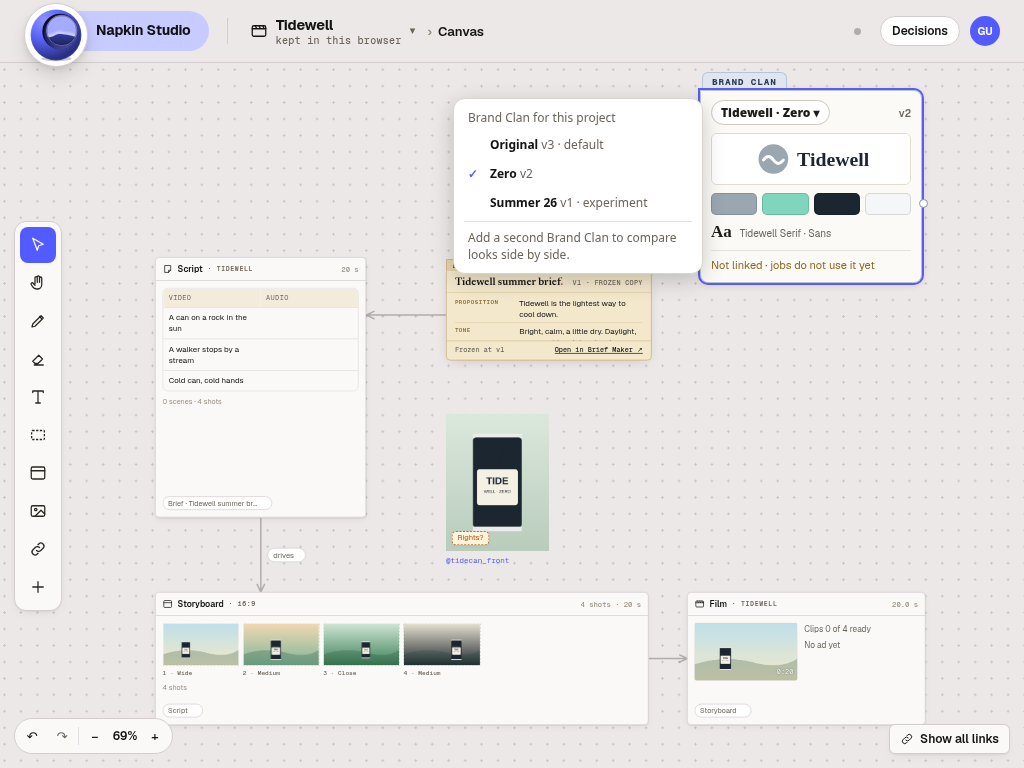 Napkin Studio
Tidewell ▾
kept in this browser
› Canvas
Decisions
GU
BRAND CLAN
Tidewell · Zero ▾
v2
Tidewell
Aa Tidewell Serif · Sans
Not linked · jobs do not use it yet
Brand Clan for this project
Original v3 · default
✓ Zero v2
Summer 26 v1 · experiment
Add a second Brand Clan to compare
looks side by side.
Script · TIDEWELL
20 s
VIDEO AUDIO
A can on a rock in the
sun
A walker stops by a
stream
Cold can, cold hands
0 scenes · 4 shots
Brief · Tidewell summer br…
Tidewell summer brief.
V1 · FROZEN COPY
PROPOSITION
Tidewell is the lightest way to
cool down.
TONE
Bright, calm, a little dry. Daylight,
Frozen at v1
Open in Brief Maker ↗
TIDE
WELL ZERO
Rights?
@tidecan_front
drives
Storyboard · 16:9
4 shots · 20 s
1 · Wide
2 · Medium
3 · Close
4 · Medium
4 shots
Script
Film · TIDEWELL
20.0 s
0:20
Clips 0 of 4 ready
No ad yet
Storyboard
− 69% +
Show all links